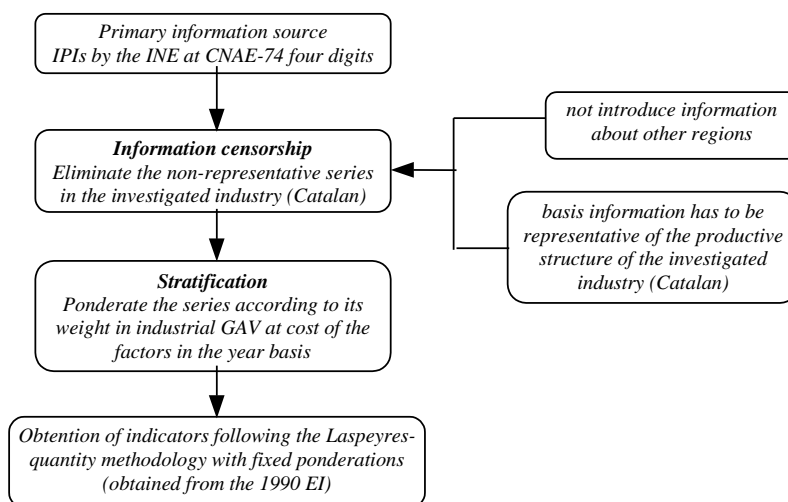 Primary information source
IPIs by the INE at CNAE-74 four digits
not introduce information
about other regions
Information censorship
Eliminate the non-representative series
in the investigated industry (Catalan)
basis information has to be
representative of the productive
structure of the investigated
industry (Catalan)
Stratification
Ponderate the series according to its
weight in industrial GAV at cost of the
factors in the year basis
Obtention of indicators following the Laspeyres-
quantity methodology with fixed ponderations
(obtained from the 1990 EI)